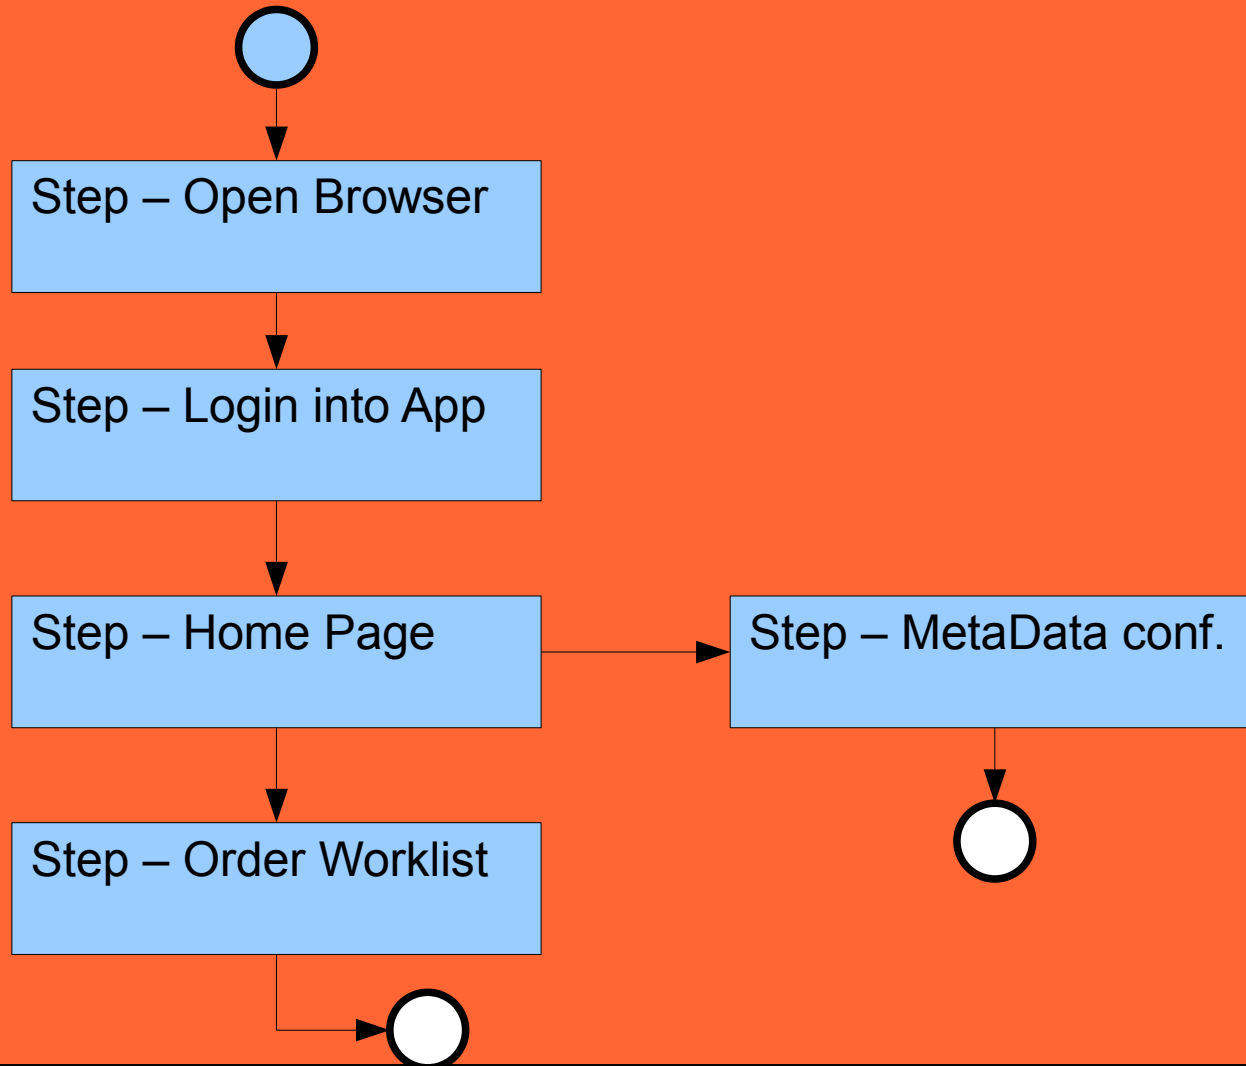 Step – Open Browser
Step – Login into App
Step – Home Page
Step – MetaData conf.
Step – Order Worklist